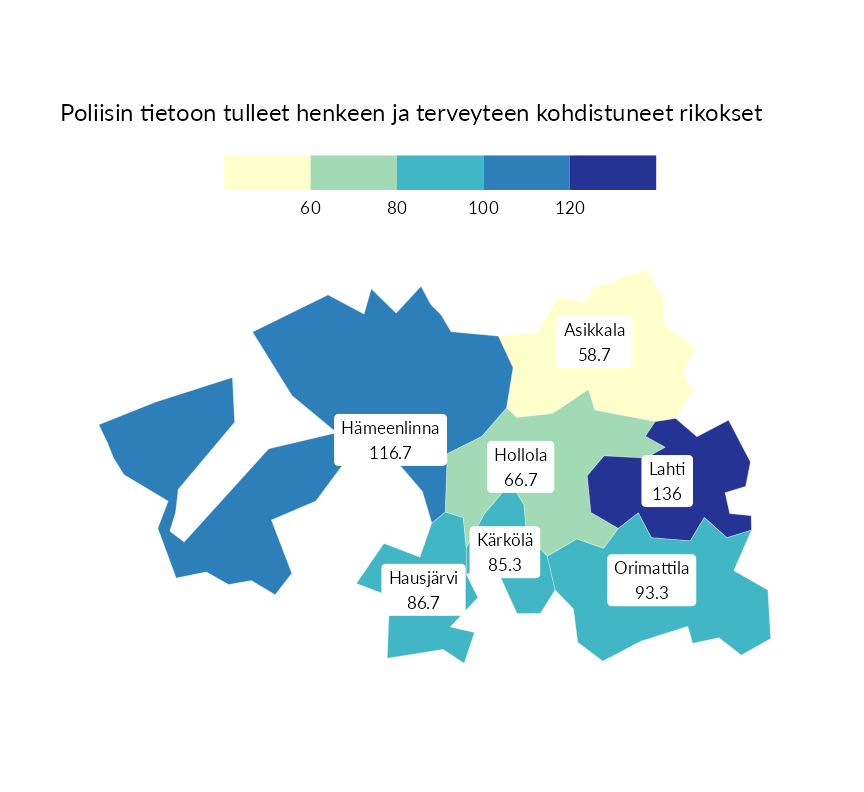 Poliisin tietoon tulleet henkeen ja terveyteen kohdistuneet rikokset
60 80 100 120
Asikkala
58.7
Hämeenlinna
116.7
Hollola
66.7
Lahti
136
Kärkölä
85.3
Orimattila
93.3
Hausjärvi
86.7